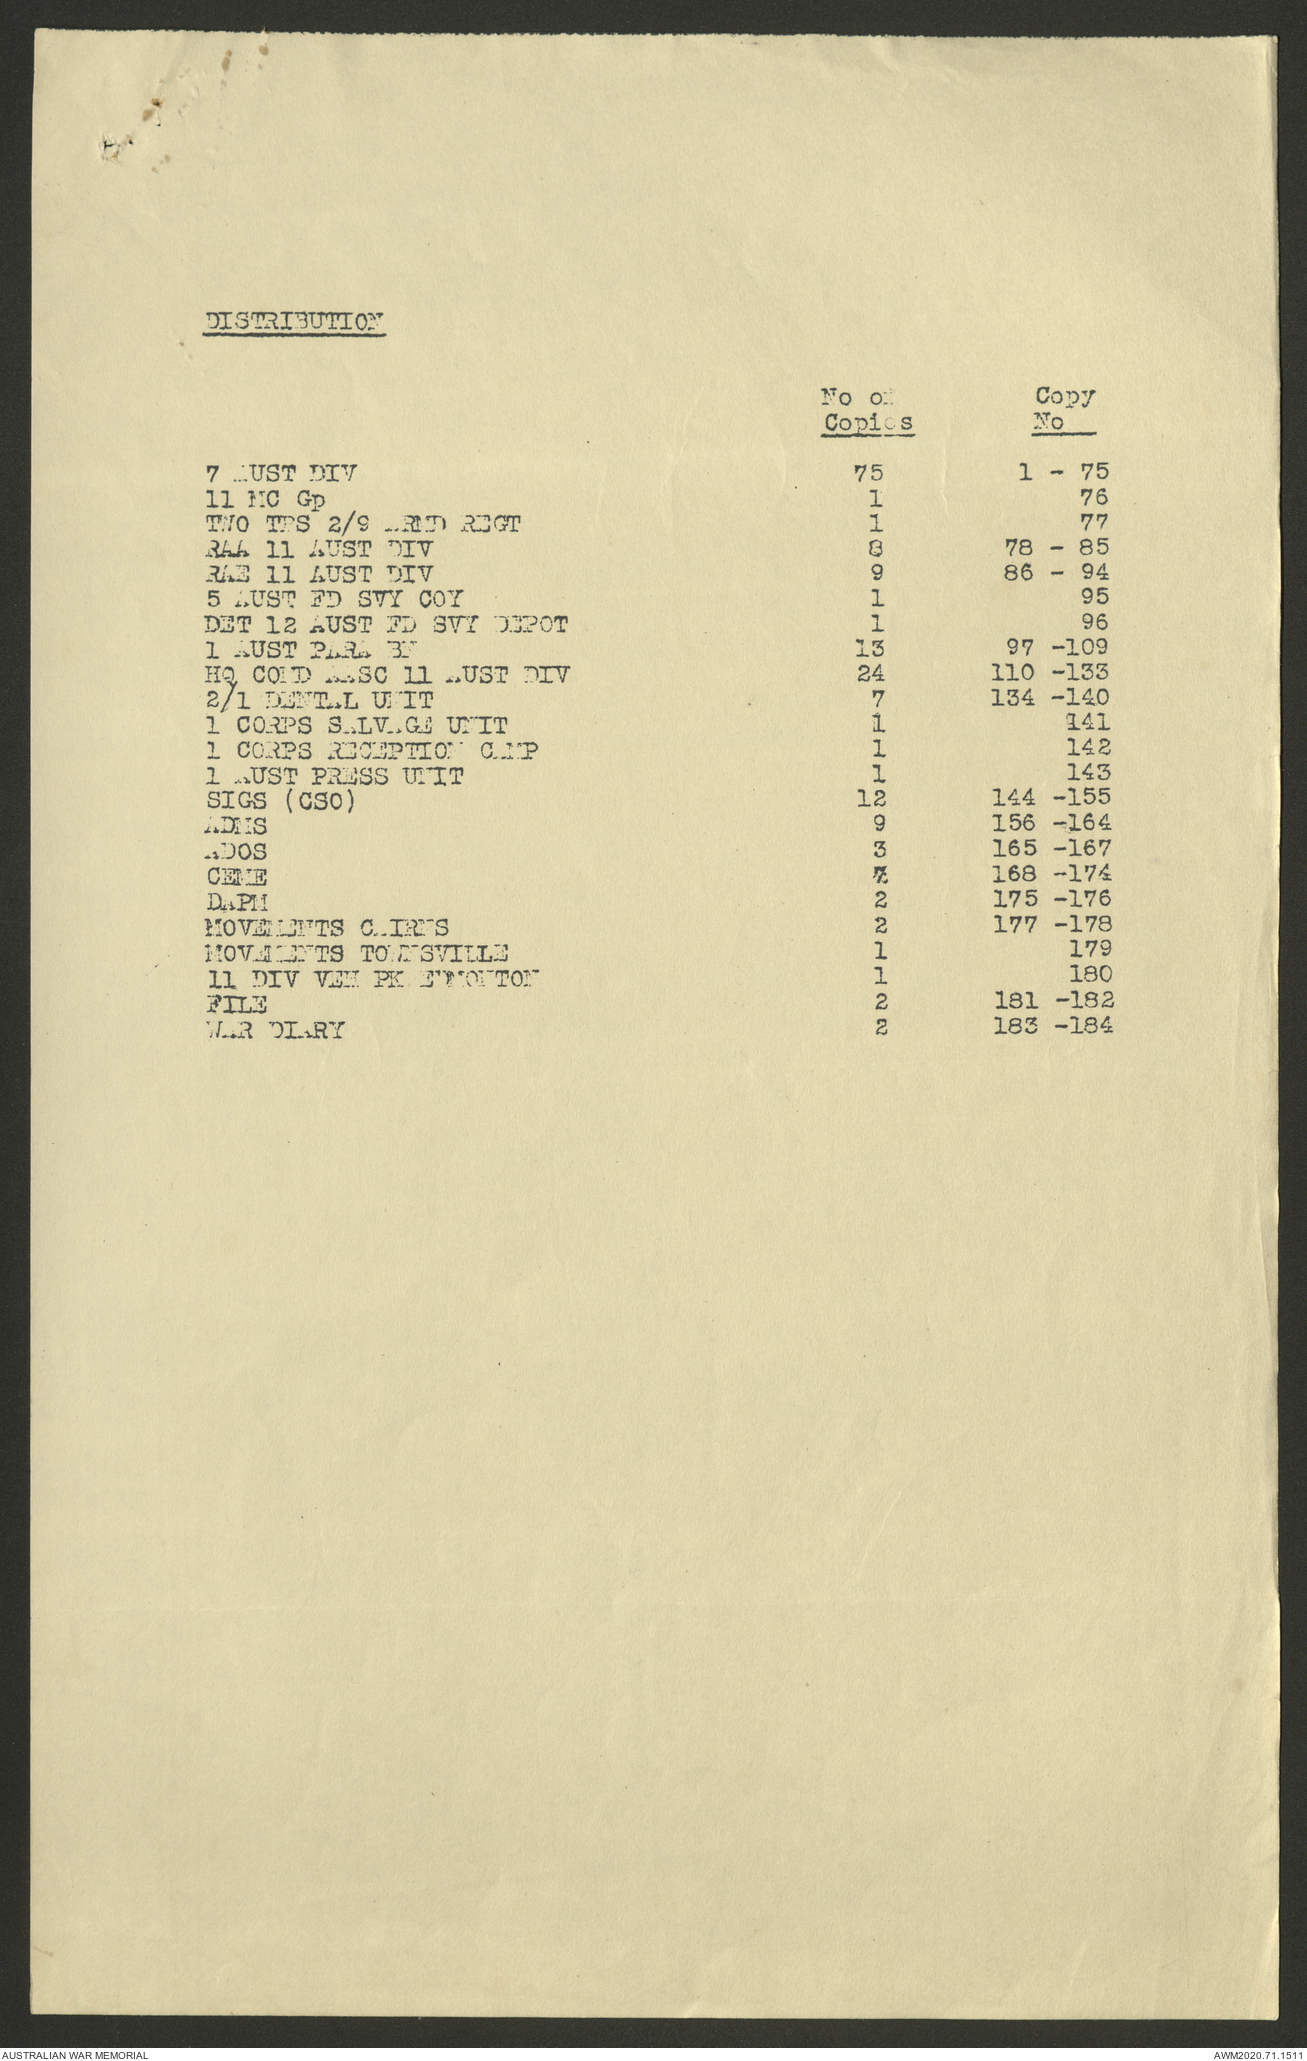 DISTRIBUTION
No of Copy
Copies No
7 AUST DIV 75 1 - 75
11 MC Gp 1 76
TWO TPS 2/9 ARMD REGT 1 77
RAA 11 AUST DIV 8 78 - 85
RAE 11 AUST DIV 9 86 - 94
5 AUST FD SVY COY 1 95
DET 12 AUST FD SVY DEPOT 1 96
1 AUST PARA BN 13 97 -109
HQ COMD AASC 11 AUST DIV 24 110 -133
2/1 DENTAL UNIT 7 134 -140
1 CORPS SALVAGE UNIT 1 141
1 CORPS RECEPTION CAMP 1 142
1 AUST PRESS UNIT 1 143
SIGS (CSO) 12 144 -155
ADMS 9 156 -164
ADOS 3 165 -167
CEME 7 168 -174
DAPM 2 175 -176
MOVEMENTS CAIRNS 2 177 -178
MOVEMENTS TOWNSVILLE 1 179
11 DIV VEH PK EDMONTON 1 180
FILE 2 181 -182
WAR DIARY 2 183 -184
AUSTRALIAN WAR MEMORIAL AWM2020.71.1511